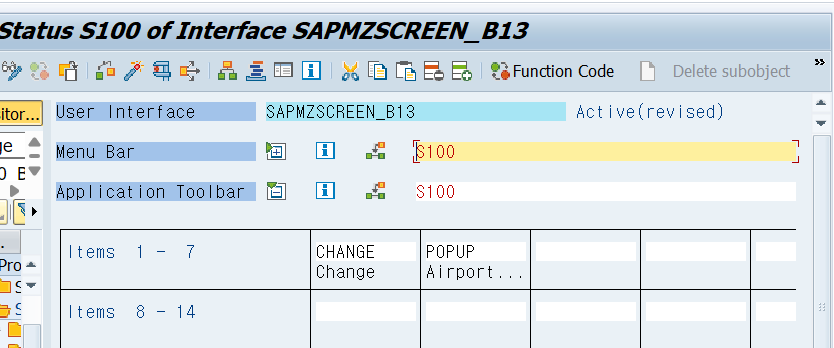 Status S100 of Interface SAPMZSCREEN_B13
Function Code Delete subobject »
itor...
User Interface SAPMZSCREEN_B13 Active(revised)
ge
Menu Bar S100
0 B
Application Toolbar S100
..
Items 1 - 7 CHANGE POPUP
Change Airport...
Pro
S
Items 8 - 14
S